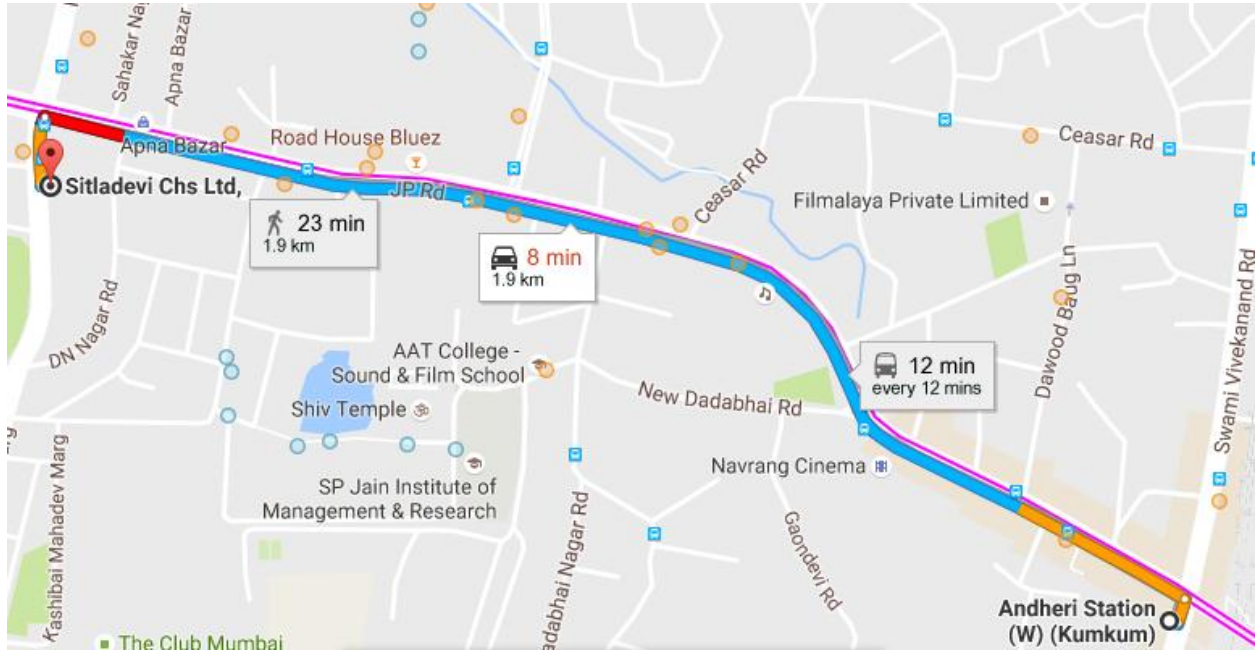 Sahakar Nag
Apna Bazar
Apna Bazar
Road House Bluez
JP Rd
Sitladevi Chs Ltd,
23 min
1.9 km
8 min
1.9 km
Ceasar Rd
Ceasar Rd
Filmalaya Private Limited
Swami Vivekanand Rd
Dawood Baug Ln
DN Nagar Rd
AAT College -
Sound & Film School
12 min
every 12 mins
New Dadabhai Rd
Shiv Temple
Navrang Cinema
SP Jain Institute of
Management & Research
Kashibai Mahadev Marg
adabhai Nagar Rd
Gaondevi Rd
Andheri Station
(W) (Kumkum)
The Club Mumbai